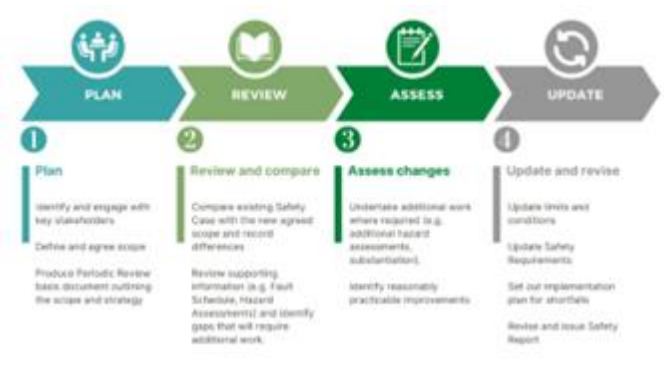 PLAN
REVIEW
ASSESS
UPDATE
1
2
3
4
Plan
Identify and engage with
key stakeholders
Define and agree scope
Produce Periodic Review
basis document outlining
the scope and strategy
Review and compare
Compare existing Safety
Case with the new agreed
scope and record
differences
Review supporting
information (e.g. Fault
Schedule, Hazard
Assessments) and identify
gaps that will require
additional work.
Assess changes
Undertake additional work
where required (e.g.
additional hazard
assessments,
substantiation).
Identify reasonably
practicable improvements
Update and revise
Update limits and
conditions
Update Safety
Requirements
Set out implementation
plan for shortfalls
Revise and issue Safety
Report